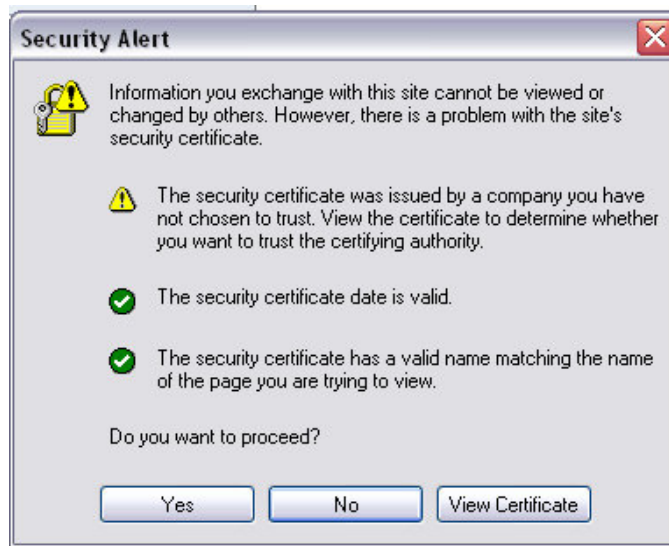 Security Alert
Information you exchange with this site cannot be viewed or
changed by others. However, there is a problem with the site's
security certificate.
The security certificate was issued by a company you have
not chosen to trust. View the certificate to determine whether
you want to trust the certifying authority.
The security certificate date is valid.
The security certificate has a valid name matching the name
of the page you are trying to view.
Do you want to proceed?
Yes
No
View Certificate